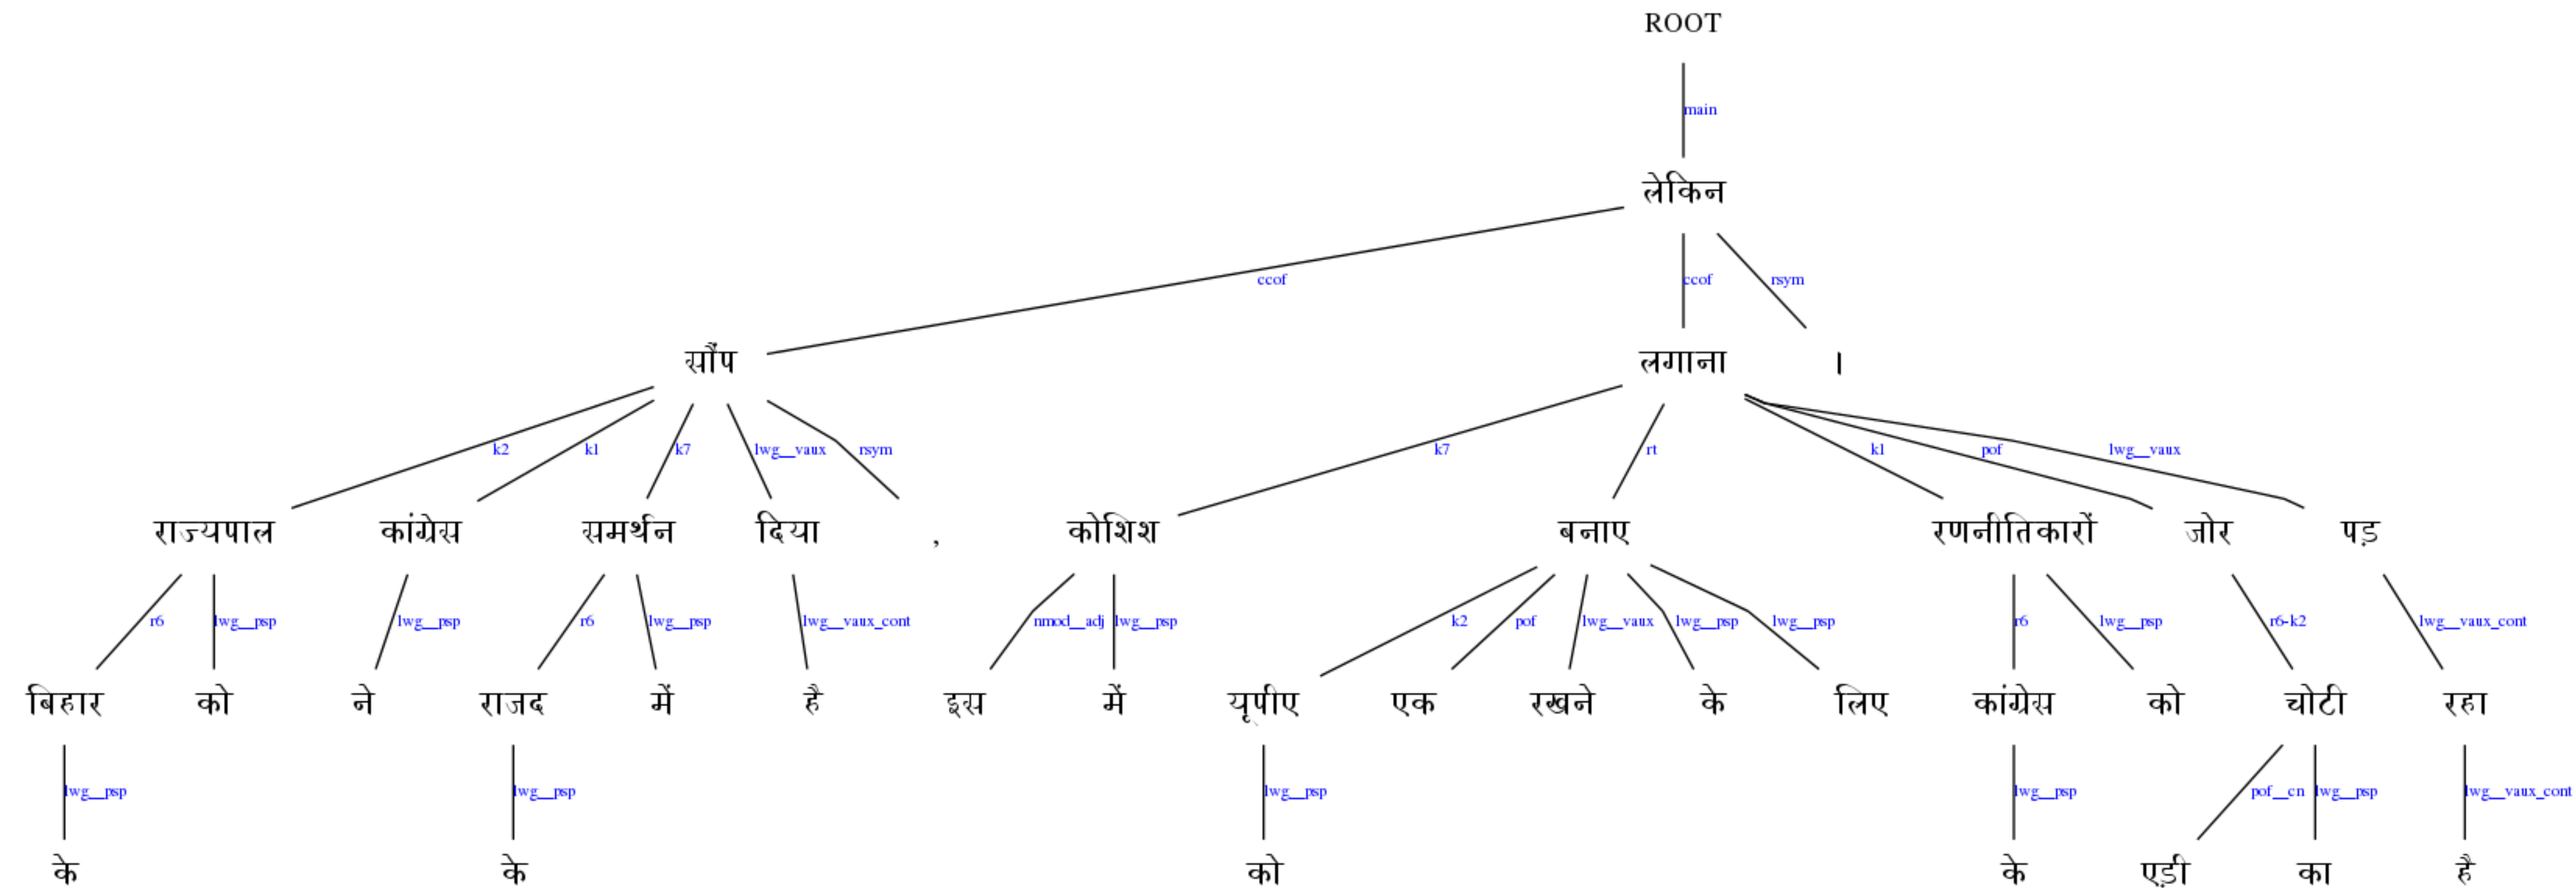 ROOT
main
लेकिन
ccof ccof rsym
सौंप लगाना ।
k2 k1 k7 lwg__vaux rsym k7 rt k1 pof lwg__vaux
राज्यपाल कांग्रेस समर्थन दिया , कोशिश बनाए रणनीतिकारों जोर पड़
r6 lwg__psp lwg__psp r6 lwg__psp lwg__vaux_cont nmod__adj lwg__psp k2 pof lwg__vaux lwg__psp lwg__psp r6 lwg__psp r6-k2 lwg__vaux_cont
बिहार को ने राजद में है इस में यूपीए एक रखने के लिए कांग्रेस को चोटी रहा
lwg__psp lwg__psp lwg__psp lwg__psp pof__cn lwg__psp lwg__vaux_cont
के के को के एड़ी का है